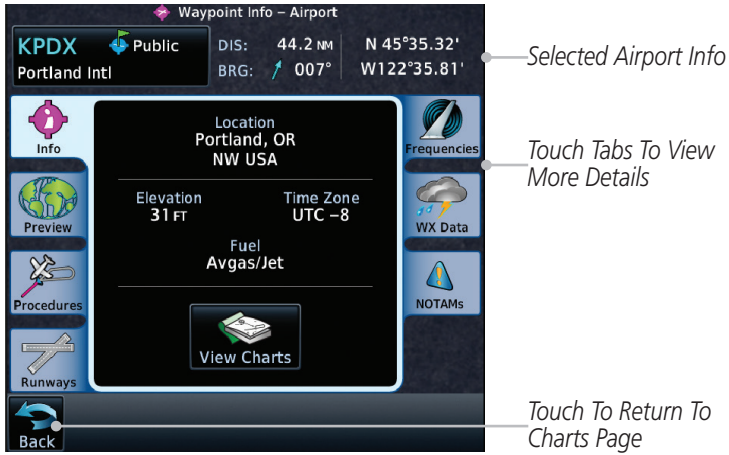 Waypoint Info – Airport
KPDX Public
Portland Intl
DIS: 44.2 NM N 45°35.32'
BRG: 007° W122°35.81'
Selected Airport Info
Info
Location
Portland, OR
NW USA
Frequencies
Touch Tabs To View
More Details
Preview
Elevation
31 FT
Time Zone
UTC –8
WX Data
Fuel
Avgas/Jet
Procedures
NOTAMs
View Charts
Runways
Back
Touch To Return To
Charts Page